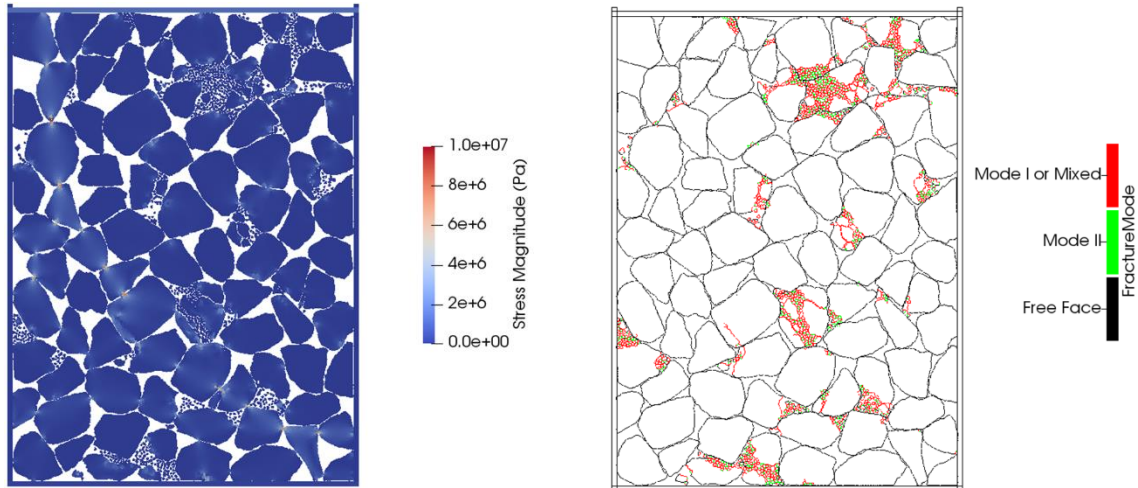 1.0e+07
8e+6
6e+6
4e+6
2e+6
0.0e+00
Stress Magnitude (Pa)
Mode I or Mixed
Mode II
Free Face
FractureMode